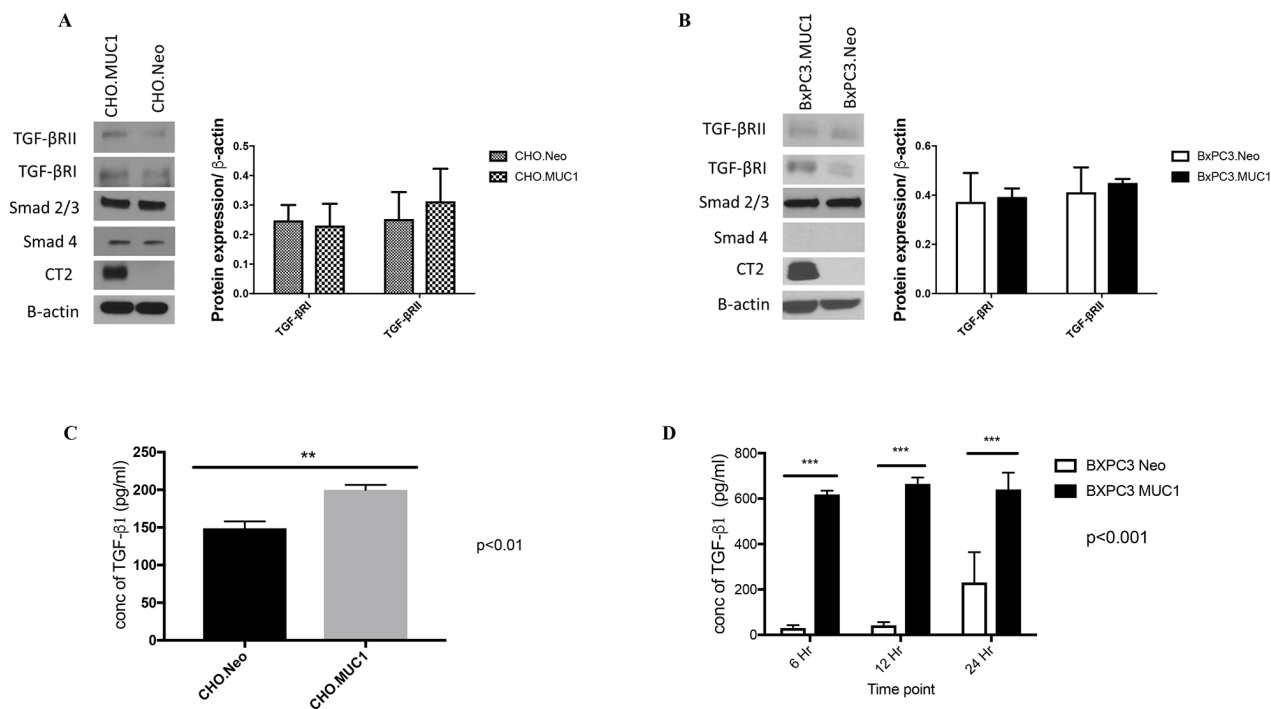 A
CHO.MUC1
CHO.Neo
TGF-βRII
TGF-βRI
Smad 2/3
Smad 4
CT2
B-actin
Protein expression/ β-actin
0.5
0.4
0.3
0.2
0.1
0.0
TGF-βRI
TGF-βRII
CHO.Neo
CHO.MUC1
B
BxPC3.MUC1
BxPC3.Neo
TGF-βRII
TGF-βRI
Smad 2/3
Smad 4
CT2
B-actin
Protein expression/ β-actin
0.6
0.4
0.2
0.0
TGF-βRI
TGF-βRII
BxPC3.Neo
BxPC3.MUC1
C
conc of TGF-β1 (pg/ml)
250
200
150
100
50
0
**
CHO.Neo
CHO.MUC1
p<0.01
D
conc of TGF-β1 (pg/ml)
800
600
400
200
0
***
***
***
6 Hr
12 Hr
24 Hr
Time point
BXPC3 Neo
BXPC3 MUC1
p<0.001